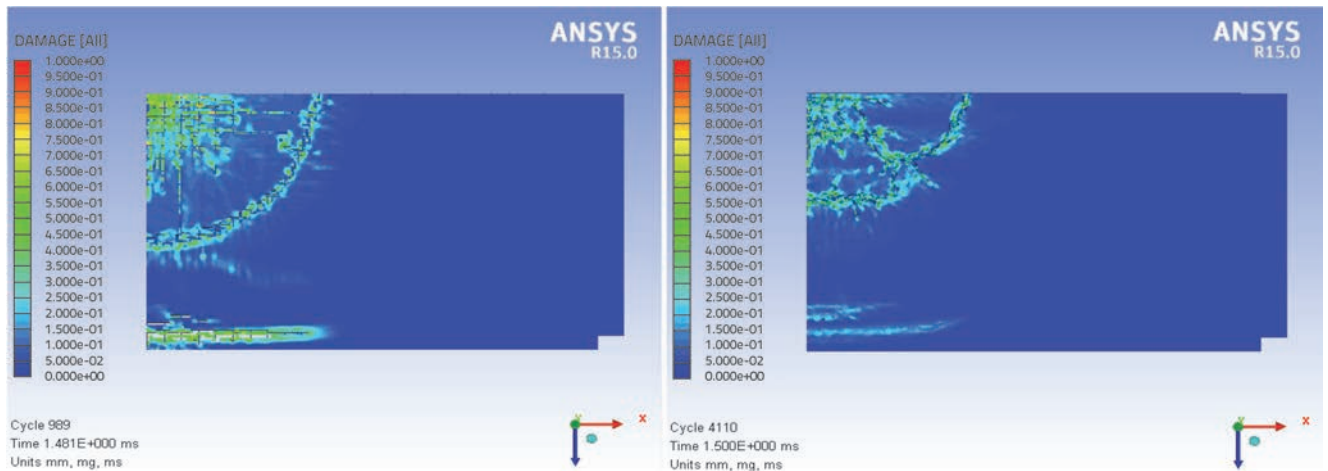 ANSYS
R15.0
DAMAGE [All]
1.000e+00
9.500e-01
9.000e-01
8.500e-01
8.000e-01
7.500e-01
7.000e-01
6.500e-01
6.000e-01
5.500e-01
5.000e-01
4.500e-01
4.000e-01
3.500e-01
3.000e-01
2.500e-01
2.000e-01
1.500e-01
1.000e-01
5.000e-02
0.000e+00
Cycle 989
Time 1.481E+000 ms
Units mm, mg, ms
Y
X
ANSYS
R15.0
DAMAGE [All]
1.000e+00
9.500e-01
9.000e-01
8.500e-01
8.000e-01
7.500e-01
7.000e-01
6.500e-01
6.000e-01
5.500e-01
5.000e-01
4.500e-01
4.000e-01
3.500e-01
3.000e-01
2.500e-01
2.000e-01
1.500e-01
1.000e-01
5.000e-02
0.000e+00
Cycle 4110
Time 1.500E+000 ms
Units mm, mg, ms
Y
X